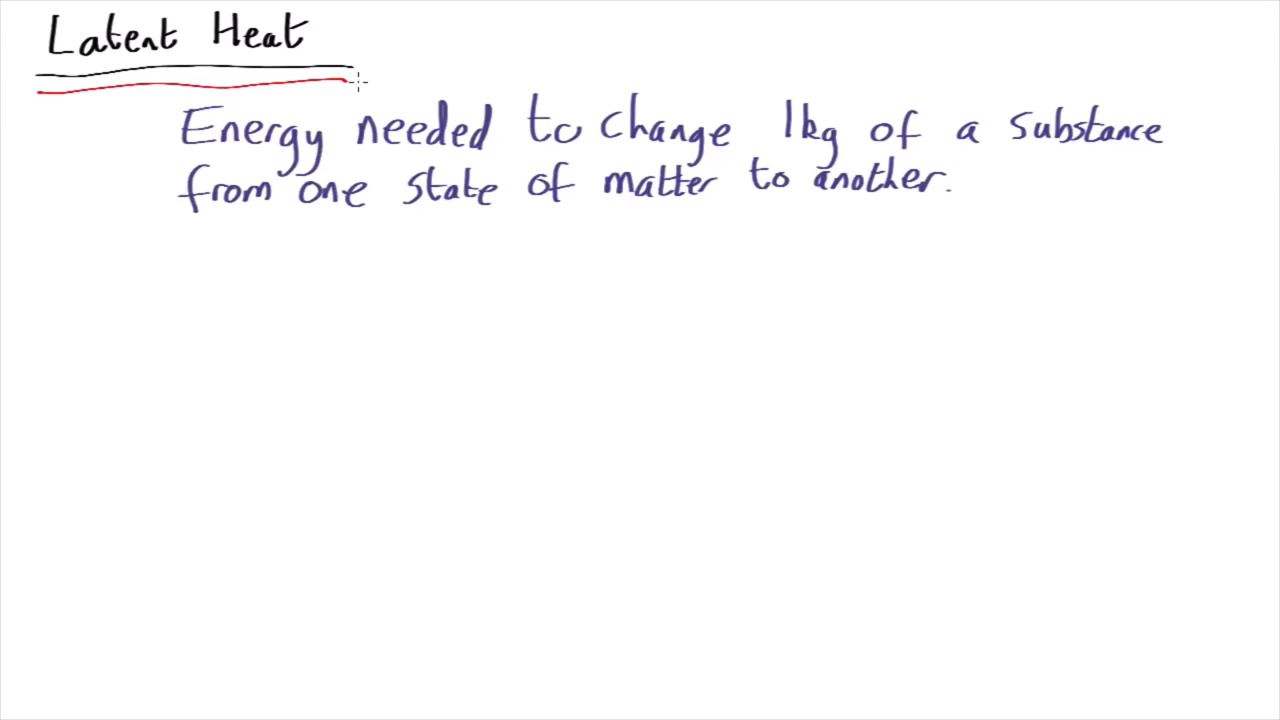 Latent Heat
Energy needed to change 1kg of a substance
from one state of matter to another.